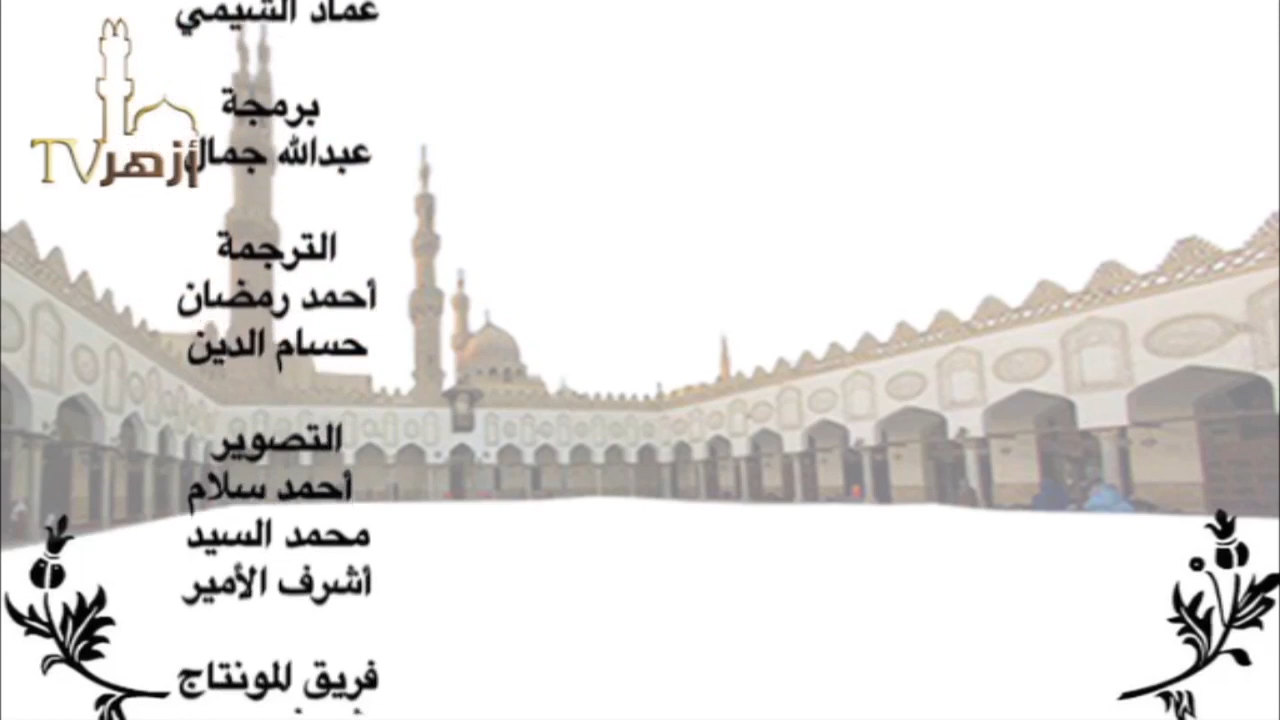 عماد الشيمي
برمجة
عبدالله جمال
أزهر TV
الترجمة
أحمد رمضان
حسام الدين
التصوير
أحمد سلام
محمد السيد
أشرف الأمير
فريق المونتاج